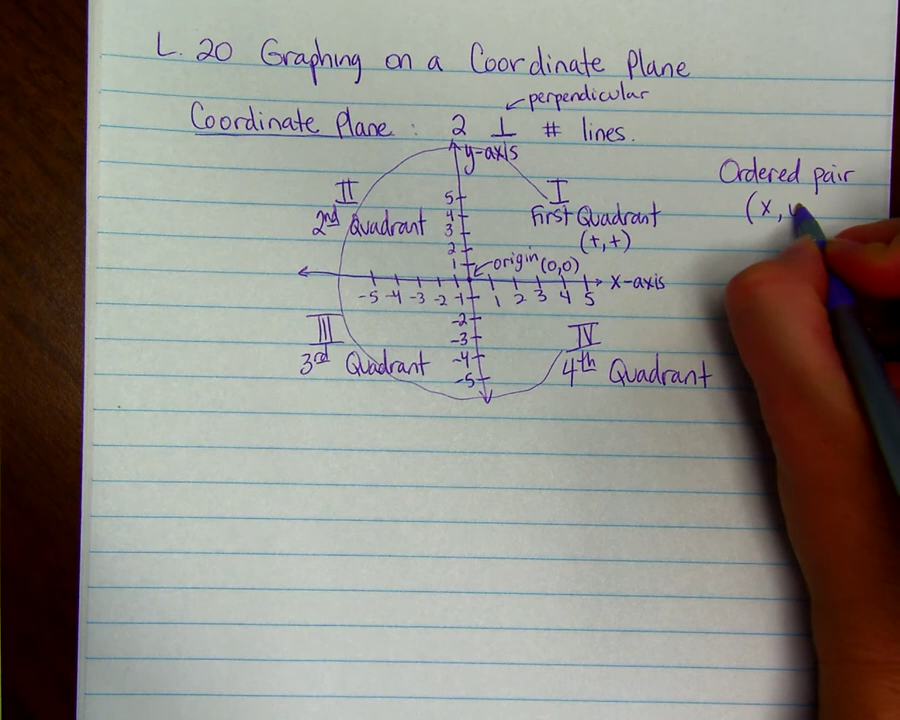 L. 20 Graphing on a Coordinate Plane
perpendicular
Coordinate Plane: 2 ⊥ # lines.
y-axis
Ordered pair
(x, y
II
2nd Quadrant
I
First Quadrant
(+,+)
5
4
3
2
1
origin (0,0)
x-axis
-5 -4 -3 -2 -1 1 2 3 4 5
-2
-3
-4
-5
III
3rd Quadrant
IV
4th Quadrant